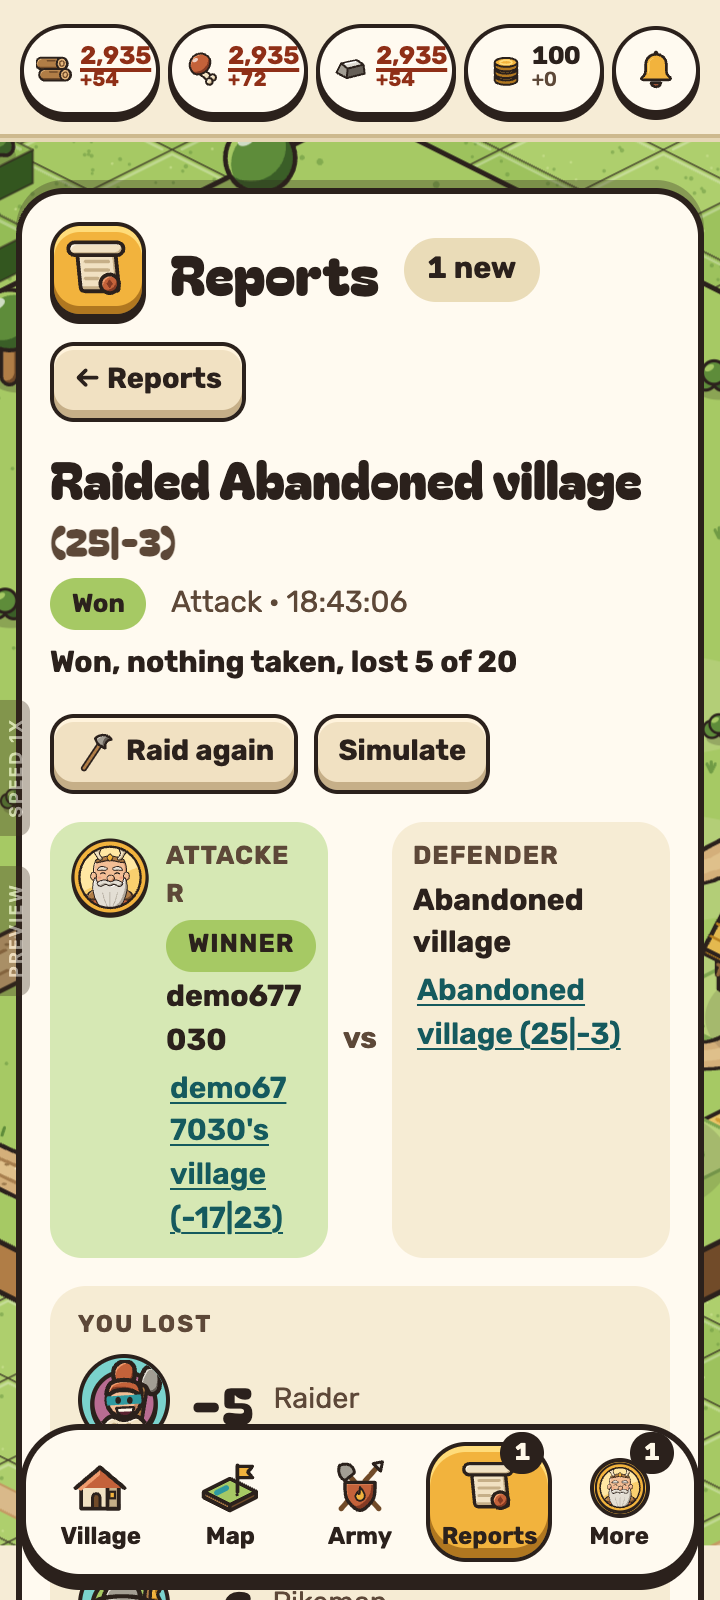 2,935
+54
2,935
+72
2,935
+54
100
+0
Reports
1 new
← Reports
Raided Abandoned village
(25|-3)
Won
Attack • 18:43:06
Won, nothing taken, lost 5 of 20
Raid again
Simulate
SPEED 1X
PREVIEW
ATTACKE
R
WINNER
demo677
030
demo67
7030's
village
(-17|23)
vs
DEFENDER
Abandoned
village
Abandoned
village (25|-3)
YOU LOST
-5 Raider
Village
Map
Army
1
Reports
1
More
Pikeman